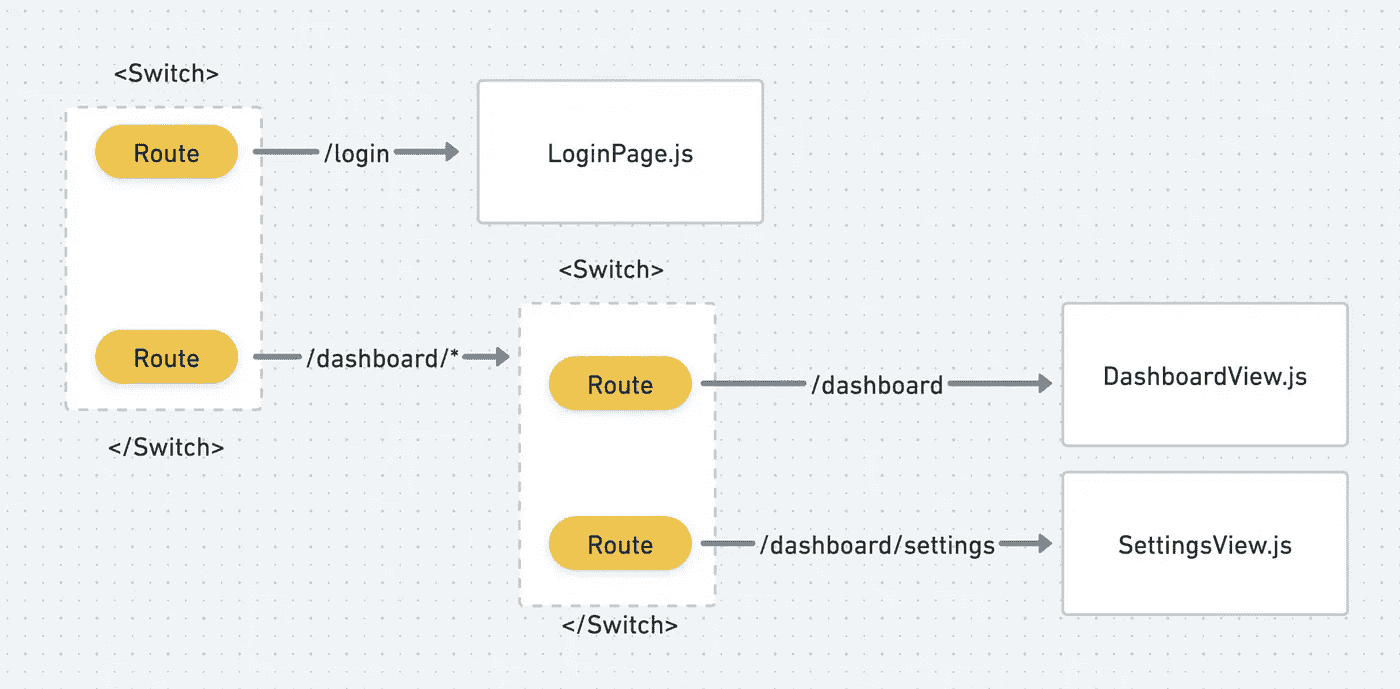 <Switch>
Route
/login
LoginPage.js
Route
/dashboard/*
</Switch>
<Switch>
Route
/dashboard
DashboardView.js
Route
/dashboard/settings
SettingsView.js
</Switch>